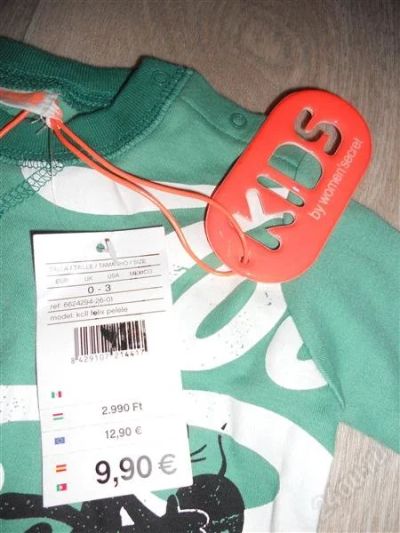 KIDS
by women'secret
TALLA / TALLE / TAMANHO / SIZE
EUR UK USA MEXICO
0 - 3
ref: 6624294-26-01
model: kcll felix pelele
2.990 Ft
12,90 €
9,90 €